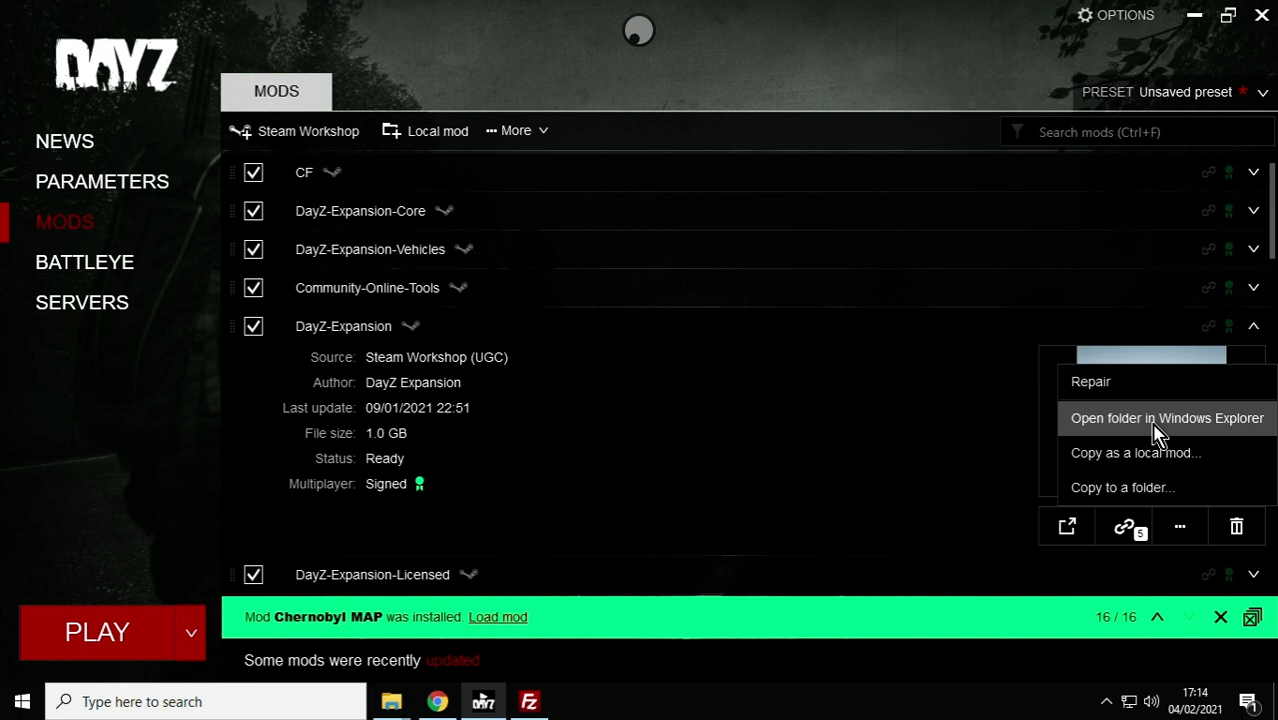 OPTIONS
DAYZ
MODS
PRESET Unsaved preset *
NEWS
PARAMETERS
MODS
BATTLEYE
SERVERS
Steam Workshop
Local mod
More
Search mods (Ctrl+F)
CF
DayZ-Expansion-Core
DayZ-Expansion-Vehicles
Community-Online-Tools
DayZ-Expansion
Source: Steam Workshop (UGC)
Author: DayZ Expansion
Last update: 09/01/2021 22:51
File size: 1.0 GB
Status: Ready
Multiplayer: Signed
Repair
Open folder in Windows Explorer
Copy as a local mod...
Copy to a folder...
5
DayZ-Expansion-Licensed
PLAY
Mod Chernobyl MAP was installed. Load mod
16 / 16
Some mods were recently updated
Type here to search
DAYZ
FZ
17:14
04/02/2021
1